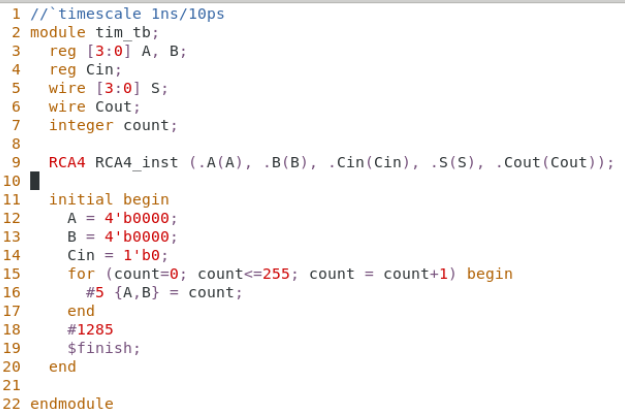 1 //`timescale 1ns/10ps
2 module tim_tb;
3   reg [3:0] A, B;
4   reg Cin;
5   wire [3:0] S;
6   wire Cout;
7   integer count;
8
9   RCA4 RCA4_inst (.A(A), .B(B), .Cin(Cin), .S(S), .Cout(Cout));
10
11   initial begin
12     A = 4'b0000;
13     B = 4'b0000;
14     Cin = 1'b0;
15     for (count=0; count<=255; count = count+1) begin
16       #5 {A,B} = count;
17     end
18     #1285
19     $finish;
20   end
21
22 endmodule